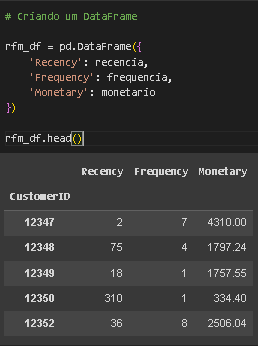 # Criando um DataFrame
rfm_df = pd.DataFrame({
'Recency': recencia,
'Frequency': frequencia,
'Monetary': monetario
})
rfm_df.head()
Recency Frequency Monetary
CustomerID
12347 2 7 4310.00
12348 75 4 1797.24
12349 18 1 1757.55
12350 310 1 334.40
12352 36 8 2506.04